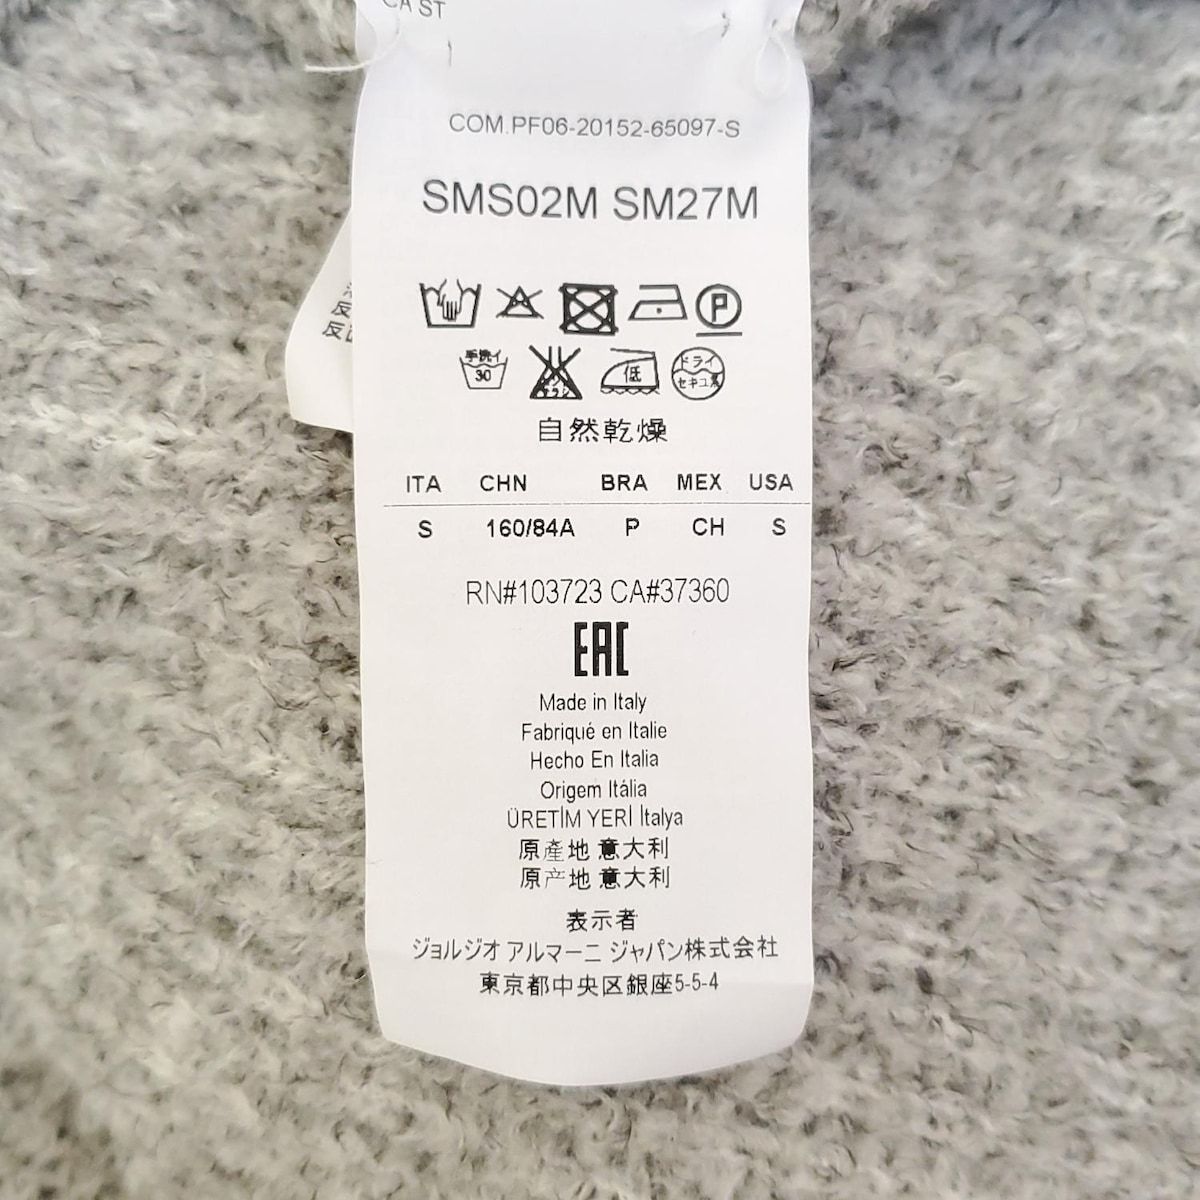 CA ST
COM.PF06-20152-65097-S
SMS02M SM27M
P
手洗イ
30
低
ドライ
セキユ系
自然乾燥
ITA CHN BRA MEX USA
S 160/84A P CH S
RN#103723 CA#37360
EAC
Made in Italy
Fabriqué en Italie
Hecho En Italia
Origem Itália
ÜRETİM YERİ İtalya
原產地 意大利
原产地 意大利
表示者
ジョルジオ アルマーニ ジャパン株式会社
東京都中央区銀座5-5-4